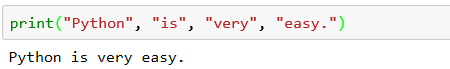 print("Python", "is", "very", "easy.")
Python is very easy.